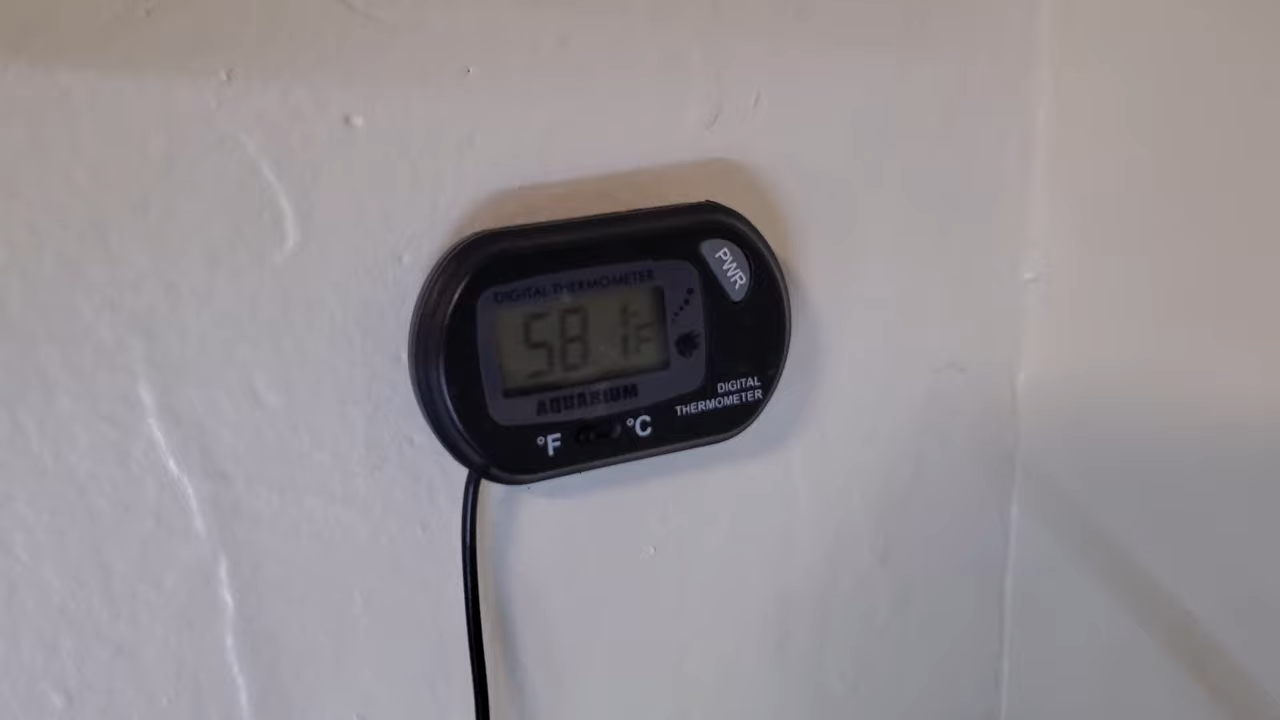 PWR
DIGITAL THERMOMETER
58.1°F
AQUARIUM
DIGITAL
THERMOMETER
°F °C